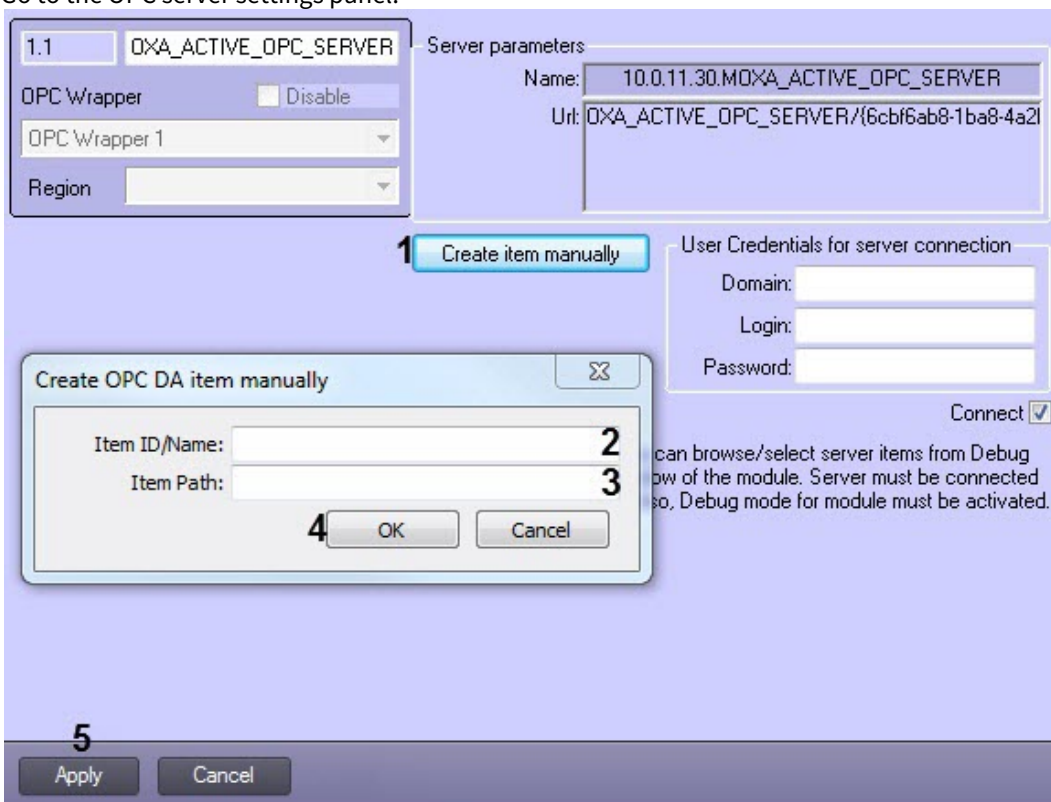 Go to the OPC server settings panel.
1.1 OXA_ACTIVE_OPC_SERVER
OPC Wrapper Disable
OPC Wrapper 1
Region
Server parameters
Name: 10.0.11.30.MOXA_ACTIVE_OPC_SERVER
Url: OXA_ACTIVE_OPC_SERVER/{6cbf6ab8-1ba8-4a2
1 Create item manually
User Credentials for server connection
Domain:
Login:
Password:
Connect
Create OPC DA item manually
Item ID/Name: 2
Item Path: 3
4 OK Cancel
can browse/select server items from Debug
ow of the module. Server must be connected
so, Debug mode for module must be activated.
5
Apply Cancel